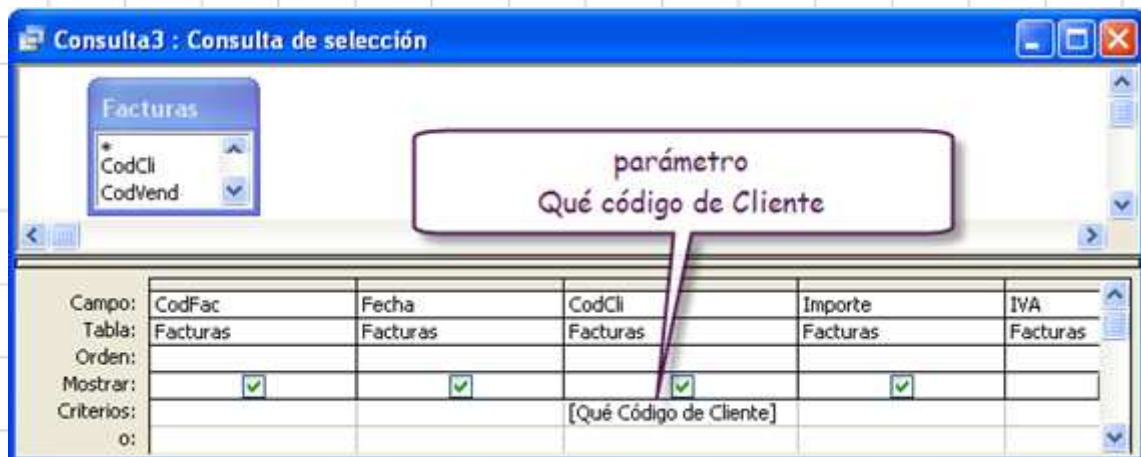 Consulta3 : Consulta de selección
Facturas
*
CodCli
CodVend
parámetro
Qué código de Cliente
Campo: CodFac Fecha CodCli Importe IVA
Tabla: Facturas Facturas Facturas Facturas Facturas
Orden:
Mostrar:
Criterios: [Qué Código de Cliente]
o: